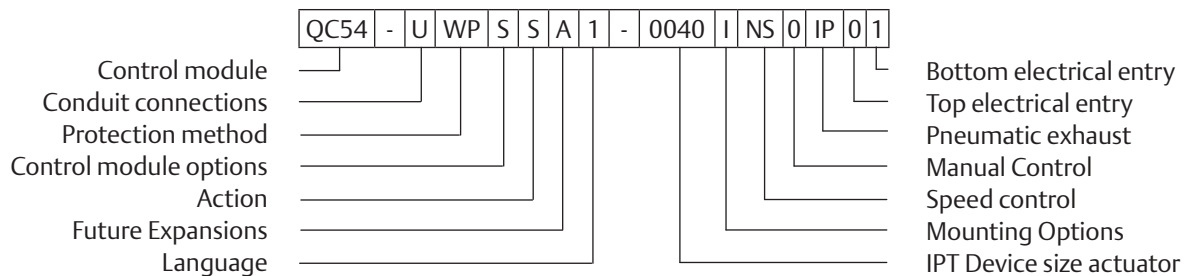 QC54 - U WP S S A 1 - 0040 I NS 0 IP 0 1
Control module
Conduit connections
Protection method
Control module options
Action
Future Expansions
Language
Bottom electrical entry
Top electrical entry
Pneumatic exhaust
Manual Control
Speed control
Mounting Options
IPT Device size actuator